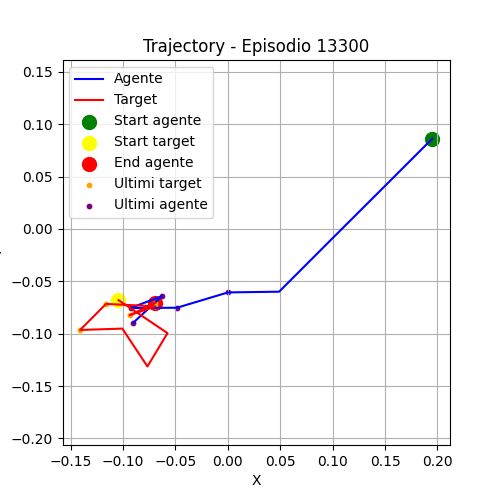 Trajectory - Episodio 13300
Agente
Target
Start agente
Start target
End agente
Ultimi target
Ultimi agente
0.15
0.10
0.05
0.00
−0.05
−0.10
−0.15
−0.20
−0.15
−0.10
−0.05
0.00
0.05
0.10
0.15
0.20
X